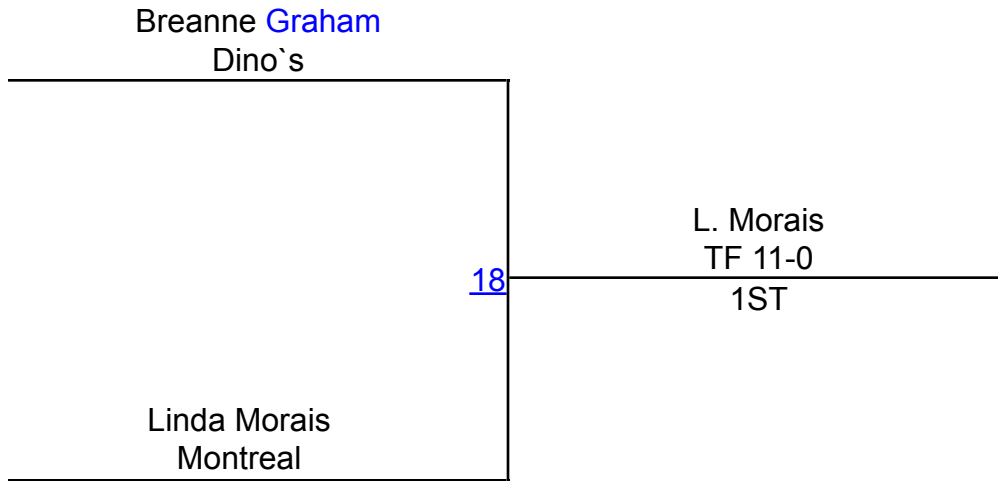 Breanne Graham
Dino`s
L. Morais
TF 11-0
18
1ST
Linda Morais
Montreal